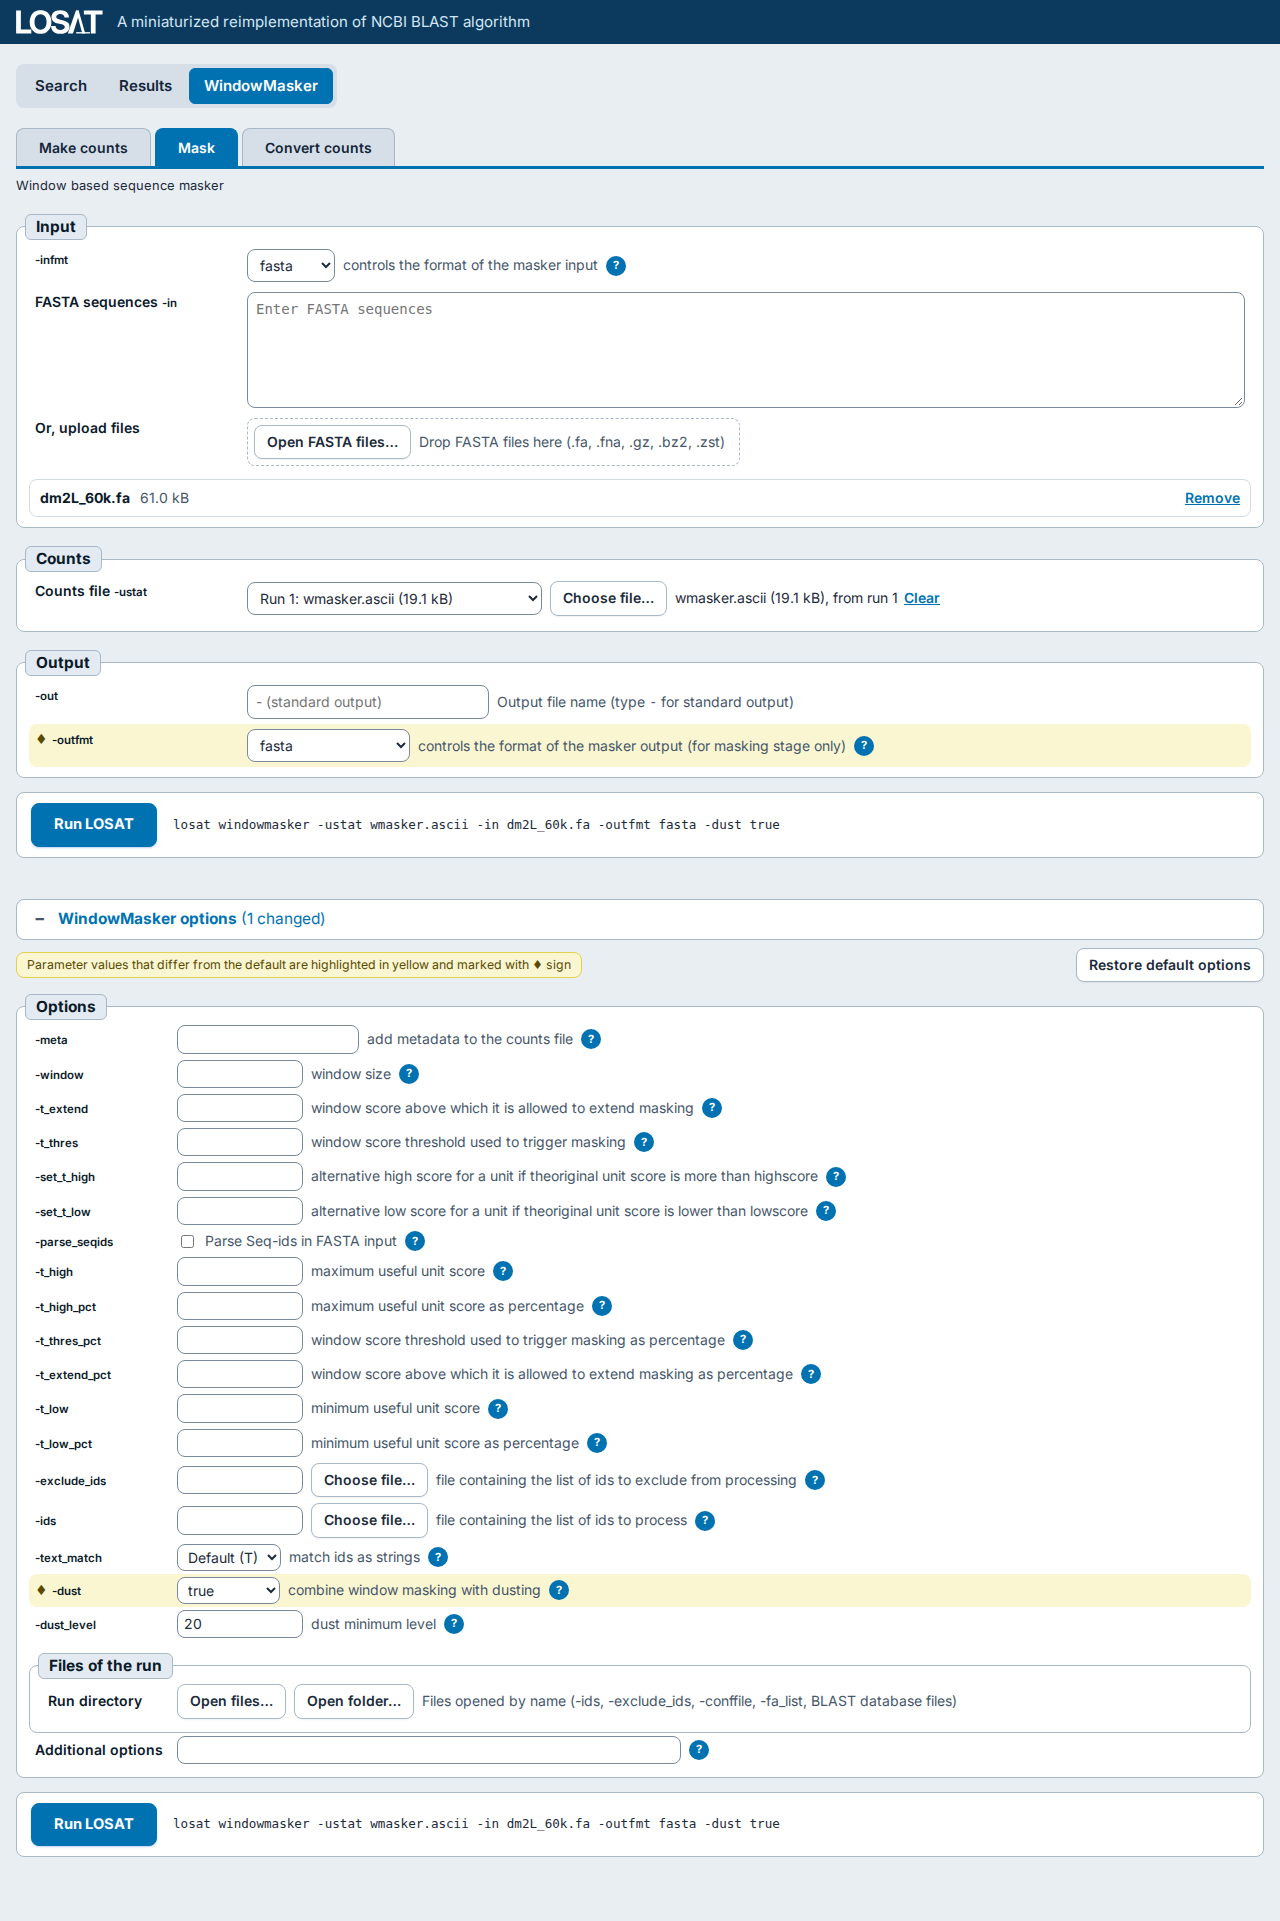 LOSAT A miniaturized reimplementation of NCBI BLAST algorithm
Search Results WindowMasker
Make counts Mask Convert counts
Window based sequence masker
Input
-infmt fasta controls the format of the masker input ?
FASTA sequences -in Enter FASTA sequences
Or, upload files Open FASTA files... Drop FASTA files here (.fa, .fna, .gz, .bz2, .zst)
dm2L_60k.fa 61.0 kB Remove
Counts
Counts file -ustat Run 1: wmasker.ascii (19.1 kB) Choose file... wmasker.ascii (19.1 kB), from run 1 Clear
Output
-out - (standard output) Output file name (type - for standard output)
♦ -outfmt fasta controls the format of the masker output (for masking stage only) ?
Run LOSAT losat windowmasker -ustat wmasker.ascii -in dm2L_60k.fa -outfmt fasta -dust true
− WindowMasker options (1 changed)
Parameter values that differ from the default are highlighted in yellow and marked with ♦ sign Restore default options
Options
-meta add metadata to the counts file ?
-window window size ?
-t_extend window score above which it is allowed to extend masking ?
-t_thres window score threshold used to trigger masking ?
-set_t_high alternative high score for a unit if theoriginal unit score is more than highscore ?
-set_t_low alternative low score for a unit if theoriginal unit score is lower than lowscore ?
-parse_seqids Parse Seq-ids in FASTA input ?
-t_high maximum useful unit score ?
-t_high_pct maximum useful unit score as percentage ?
-t_thres_pct window score threshold used to trigger masking as percentage ?
-t_extend_pct window score above which it is allowed to extend masking as percentage ?
-t_low minimum useful unit score ?
-t_low_pct minimum useful unit score as percentage ?
-exclude_ids Choose file... file containing the list of ids to exclude from processing ?
-ids Choose file... file containing the list of ids to process ?
-text_match Default (T) match ids as strings ?
♦ -dust true combine window masking with dusting ?
-dust_level 20 dust minimum level ?
Files of the run
Run directory Open files... Open folder... Files opened by name (-ids, -exclude_ids, -conffile, -fa_list, BLAST database files)
Additional options ?
Run LOSAT losat windowmasker -ustat wmasker.ascii -in dm2L_60k.fa -outfmt fasta -dust true